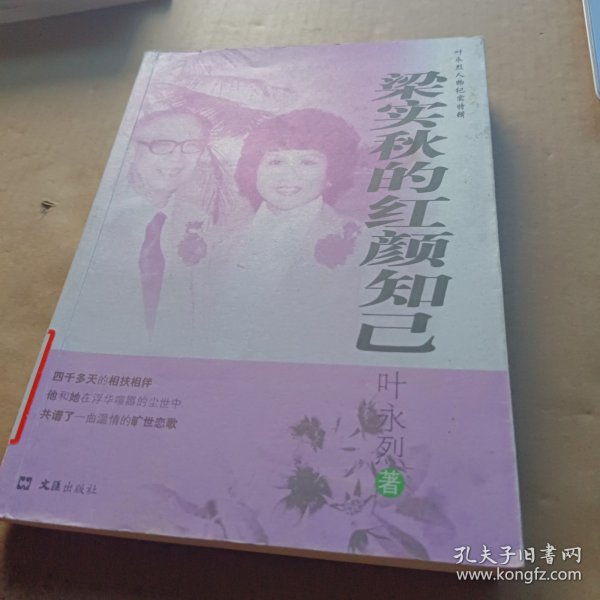 叶永烈人物纪实特辑
梁实秋的红颜知己
叶永烈
著
四千多天的相扶相伴
他和她在浮华喧嚣的尘世中
共谱了一曲温情的旷世恋歌
文汇出版社
孔夫子旧书网
www.kongfz.com